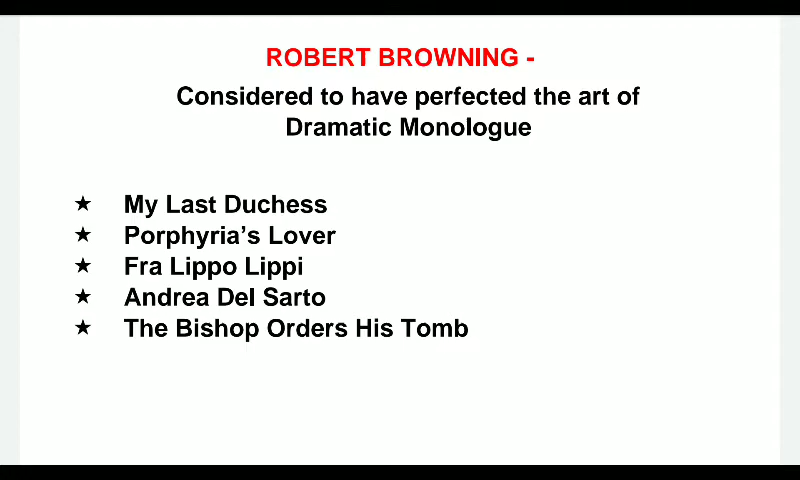 ROBERT BROWNING -
Considered to have perfected the art of
Dramatic Monologue
★ My Last Duchess
★ Porphyria’s Lover
★ Fra Lippo Lippi
★ Andrea Del Sarto
★ The Bishop Orders His Tomb